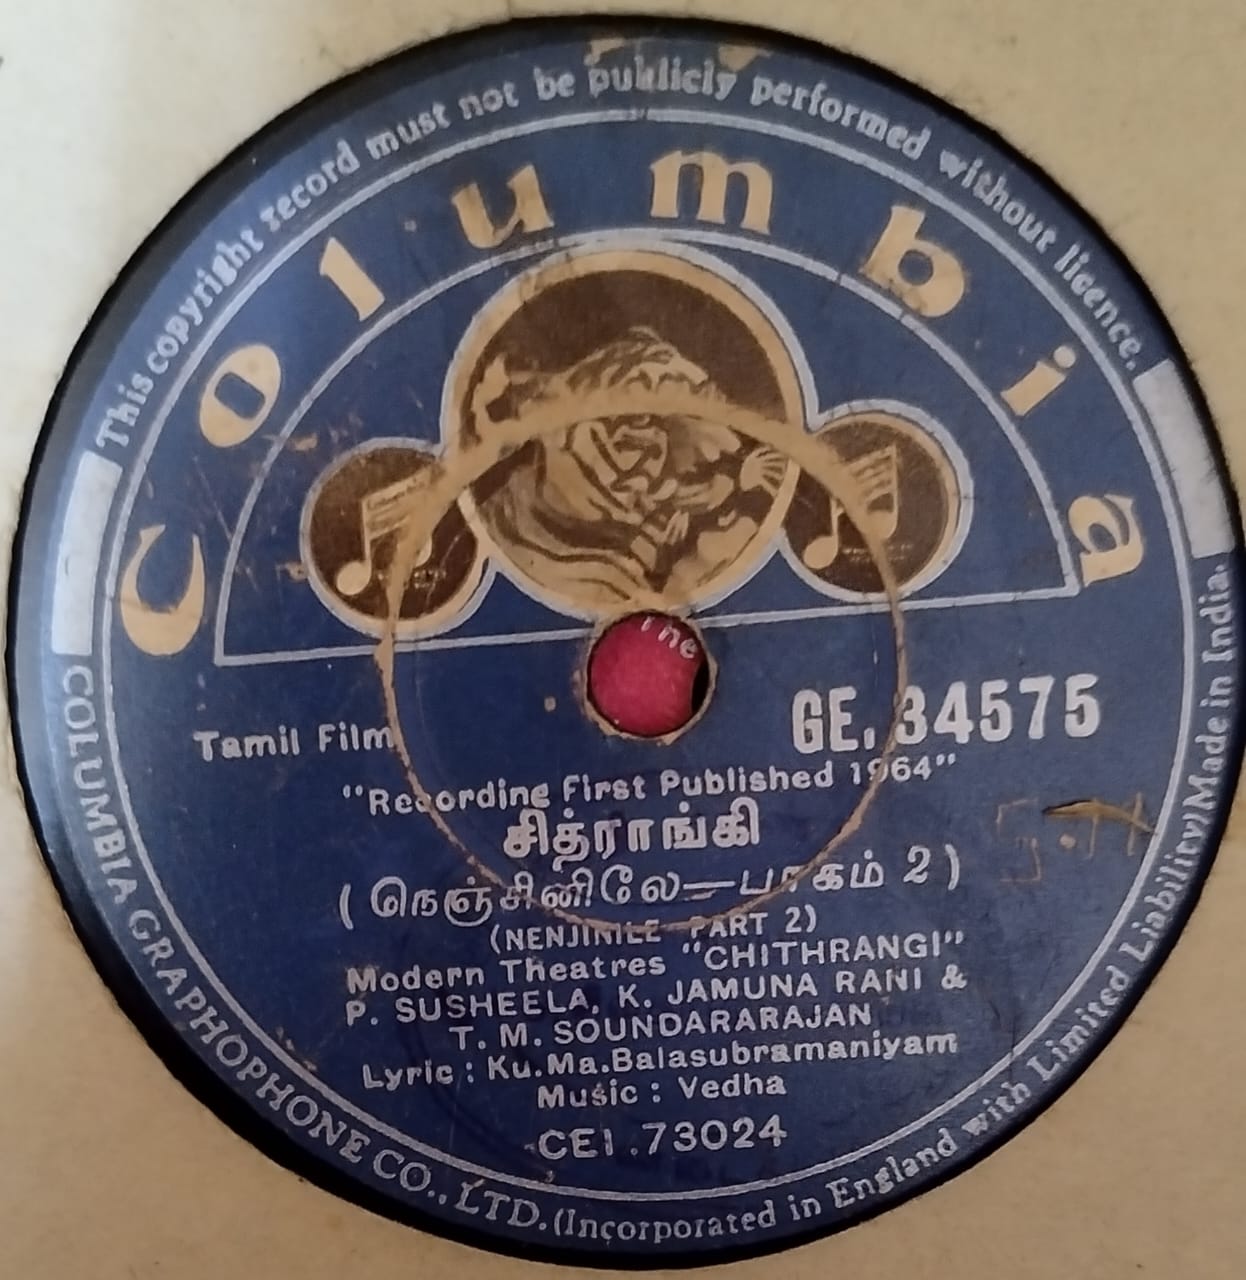 This copyright record must not be publicly performed without licence.
Columbia
The
Tamil Film
GE. 34575
"Recording First Published 1964"
சித்ராங்கி
(நெஞ்சினிலே—பாகம் 2)
(NENJINILE PART 2)
Modern Theatres "CHITHRANGI"
P. SUSHEELA, K. JAMUNA RANI &
T. M. SOUNDARARAJAN
Lyric : Ku.Ma.Balasubramaniyam
Music : Vedha
CEI .73024
COLUMBIA GRAPHOPHONE CO., LTD. (Incorporated in England with Limited Liability) Made in India.